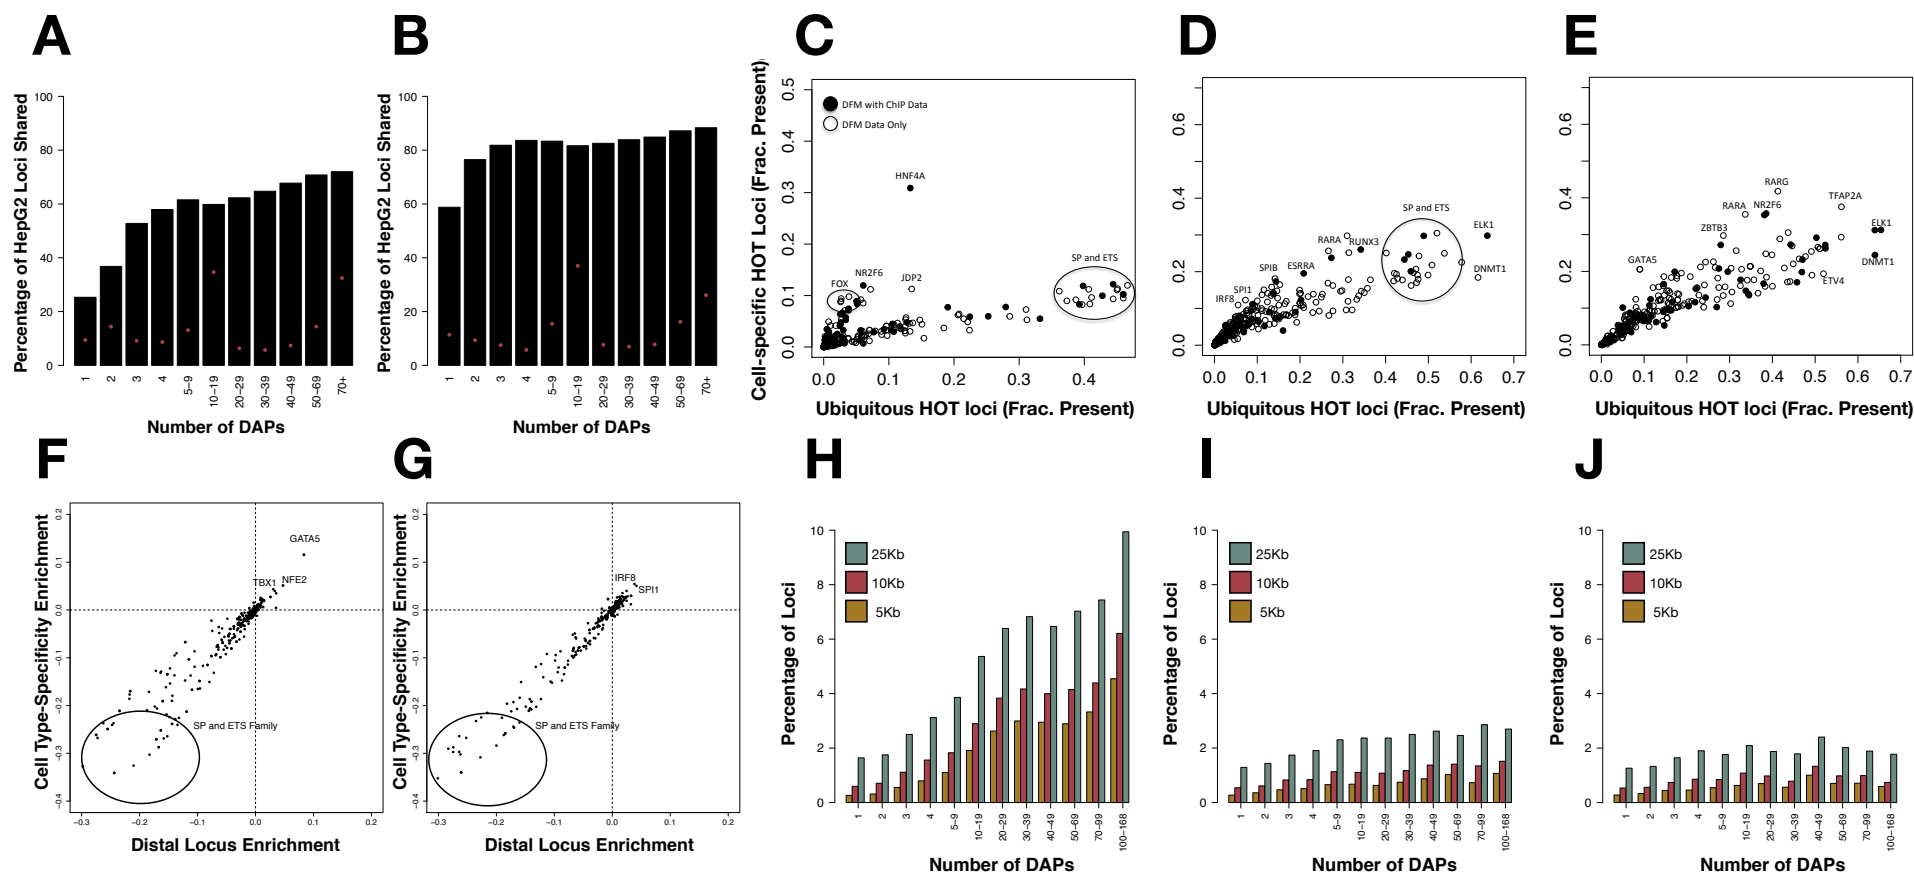 A
B
C
D
E
Percentage of HepG2 Loci Shared
0
20
40
60
80
100
1
2
3
4
5−9
10−19
20−29
30−39
40−49
50−69
70+
Number of DAPs
Percentage of HepG2 Loci Shared
0
20
40
60
80
100
1
2
3
4
5−9
10−19
20−29
30−39
40−49
50−69
70+
Number of DAPs
Cell-specific HOT Loci (Frac. Present)
0.0
0.1
0.2
0.3
0.4
0.5
DFM with ChIP Data
DFM Data Only
HNF4A
SP and ETS
NR2F6
JDP2
FOX
0.0
0.1
0.2
0.3
0.4
Ubiquitous HOT loci (Frac. Present)
0.0
0.2
0.4
0.6
SP and ETS
ELK1
RARA
RUNX3
SPIB
ESRRA
DNMT1
SPI1
IRF8
0.0
0.1
0.2
0.3
0.4
0.5
0.6
0.7
Ubiquitous HOT loci (Frac. Present)
0.0
0.2
0.4
0.6
RARG
TFAP2A
RARA
NR2F6
ZBTB3
ELK1
GATA5
DNMT1
ETV4
0.0
0.1
0.2
0.3
0.4
0.5
0.6
0.7
Ubiquitous HOT loci (Frac. Present)
F
G
H
I
J
Cell Type-Specificity Enrichment
−0.4
−0.3
−0.2
−0.1
0.0
0.1
0.2
GATA5
TBX1
NFE2
SP and ETS Family
−0.3
−0.2
−0.1
0.0
0.1
0.2
Distal Locus Enrichment
Cell Type-Specificity Enrichment
−0.4
−0.3
−0.2
−0.1
0.0
0.1
0.2
IRF8
SPI1
SP and ETS Family
−0.3
−0.2
−0.1
0.0
0.1
0.2
Distal Locus Enrichment
Percentage of Loci
0
2
4
6
8
10
25Kb
10Kb
5Kb
1
2
3
4
5−9
10−19
20−29
30−39
40−49
50−69
70−99
100−168
Number of DAPs
Percentage of Loci
0
2
4
6
8
10
25Kb
10Kb
5Kb
1
2
3
4
5−9
10−19
20−29
30−39
40−49
50−69
70−99
100−168
Number of DAPs
Percentage of Loci
0
2
4
6
8
10
25Kb
10Kb
5Kb
1
2
3
4
5−9
10−19
20−29
30−39
40−49
50−69
70−99
100−168
Number of DAPs